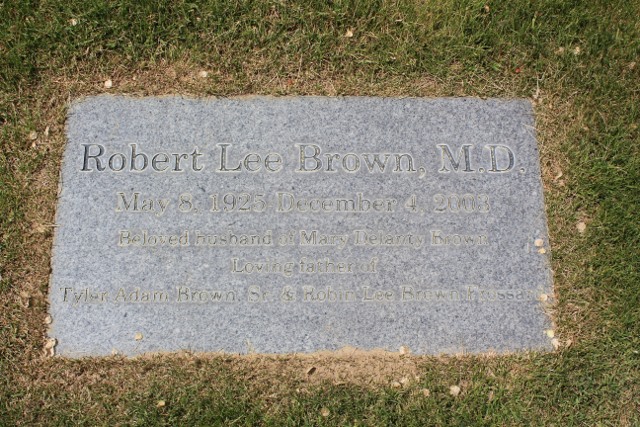 Robert Lee Brown, M.D.
May 8, 1925 December 4, 2003
Beloved husband of Mary Delanty Brown
Loving father of
Tyler Adam Brown, Sr. & Robin Lee Brown